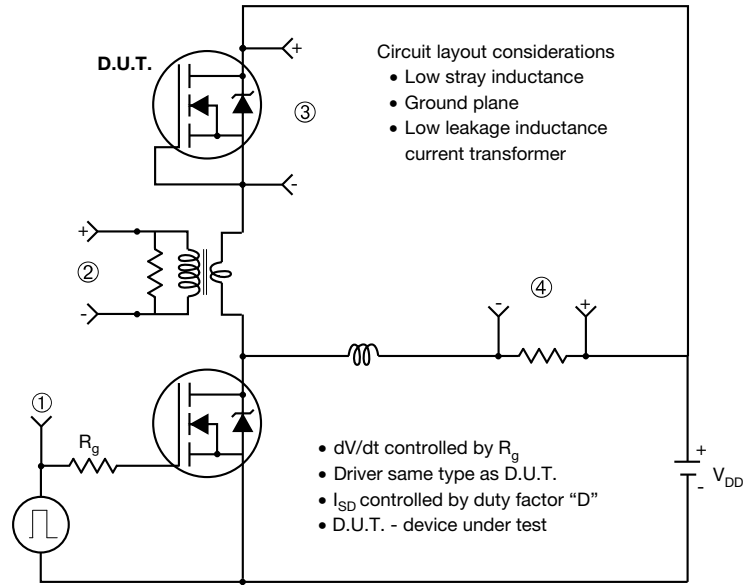 D.U.T.
+
Circuit layout considerations
• Low stray inductance
• Ground plane
• Low leakage inductance
current transformer
③
-
+
②
-
④
- +
①
R_g
• dV/dt controlled by R_g
• Driver same type as D.U.T.
• I_SD controlled by duty factor “D”
• D.U.T. - device under test
+
V_DD
-